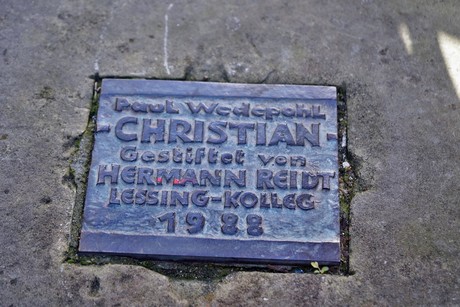 Paul Wedepohl
-CHRISTIAN-
Gestiftet von
HERMANN REIDT
LESSING-KOLLEG
1988